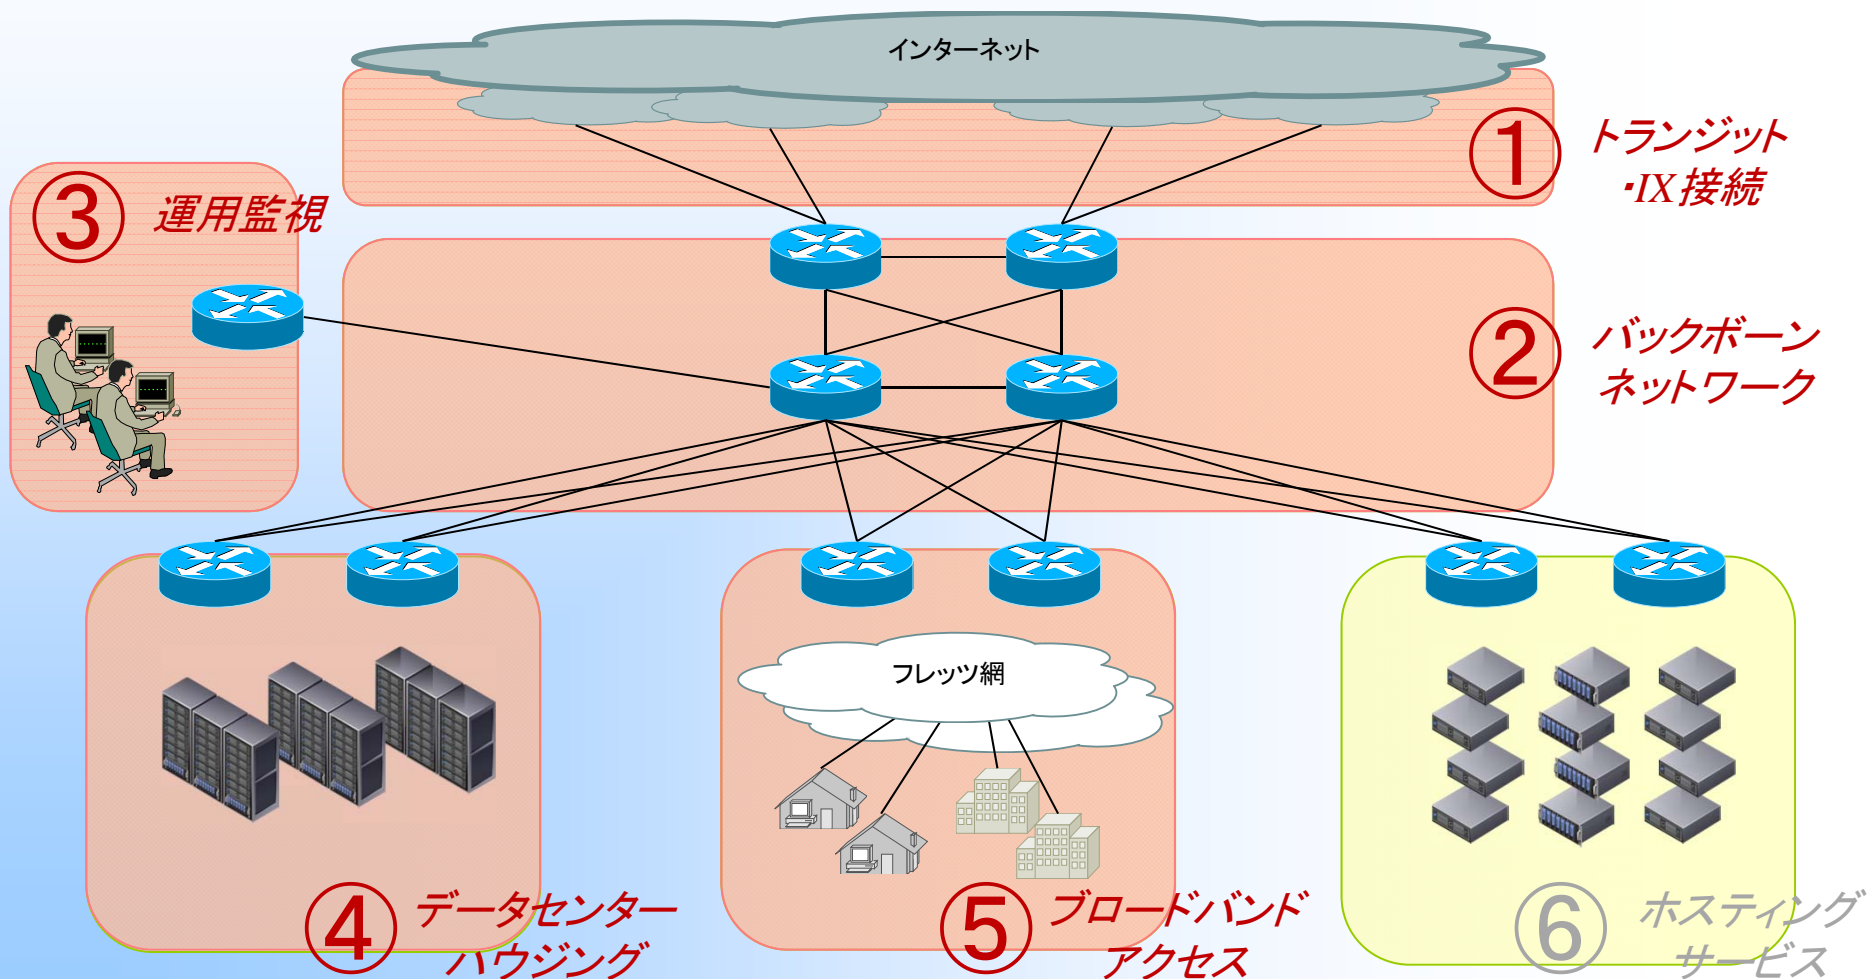 インターネット
①
トランジット
・IX接続
③ 運用監視
②
バックボーン
ネットワーク
フレッツ網
④ データセンター
ハウジング
⑤ ブロードバンド
アクセス
⑥ ホスティング
サービス